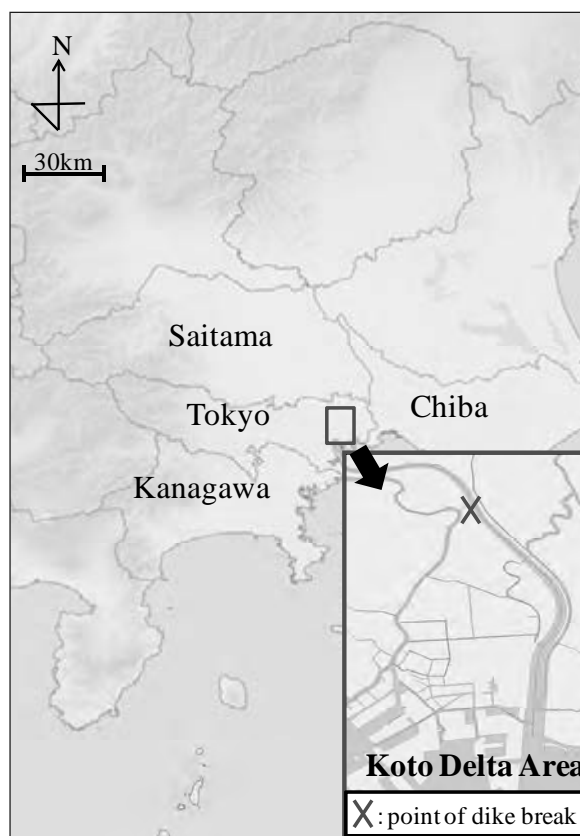 N
30km
Saitama
Tokyo
Chiba
Kanagawa
Koto Delta Area
X: point of dike break